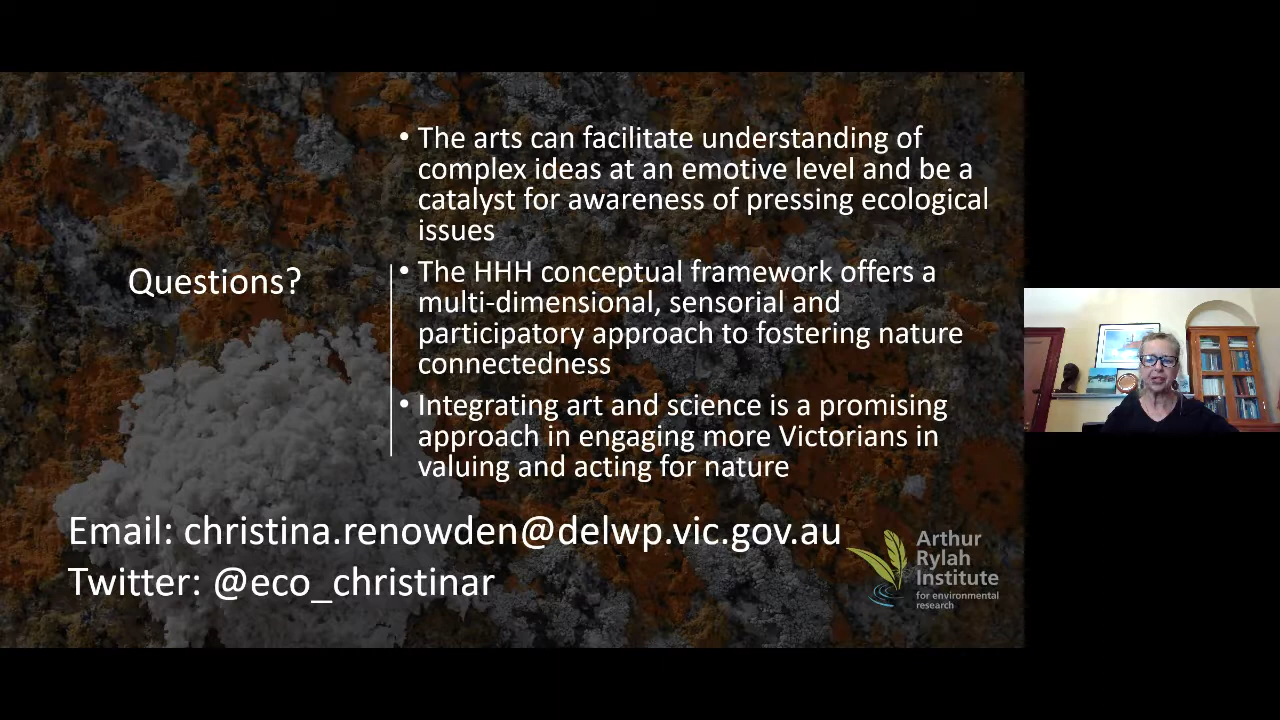 Questions?
• The arts can facilitate understanding of
complex ideas at an emotive level and be a
catalyst for awareness of pressing ecological
issues
• The HHH conceptual framework offers a
multi-dimensional, sensorial and
participatory approach to fostering nature
connectedness
• Integrating art and science is a promising
approach in engaging more Victorians in
valuing and acting for nature
Email: christina.renowden@delwp.vic.gov.au
Twitter: @eco_christinar
Arthur
Rylah
Institute
for environmental
research